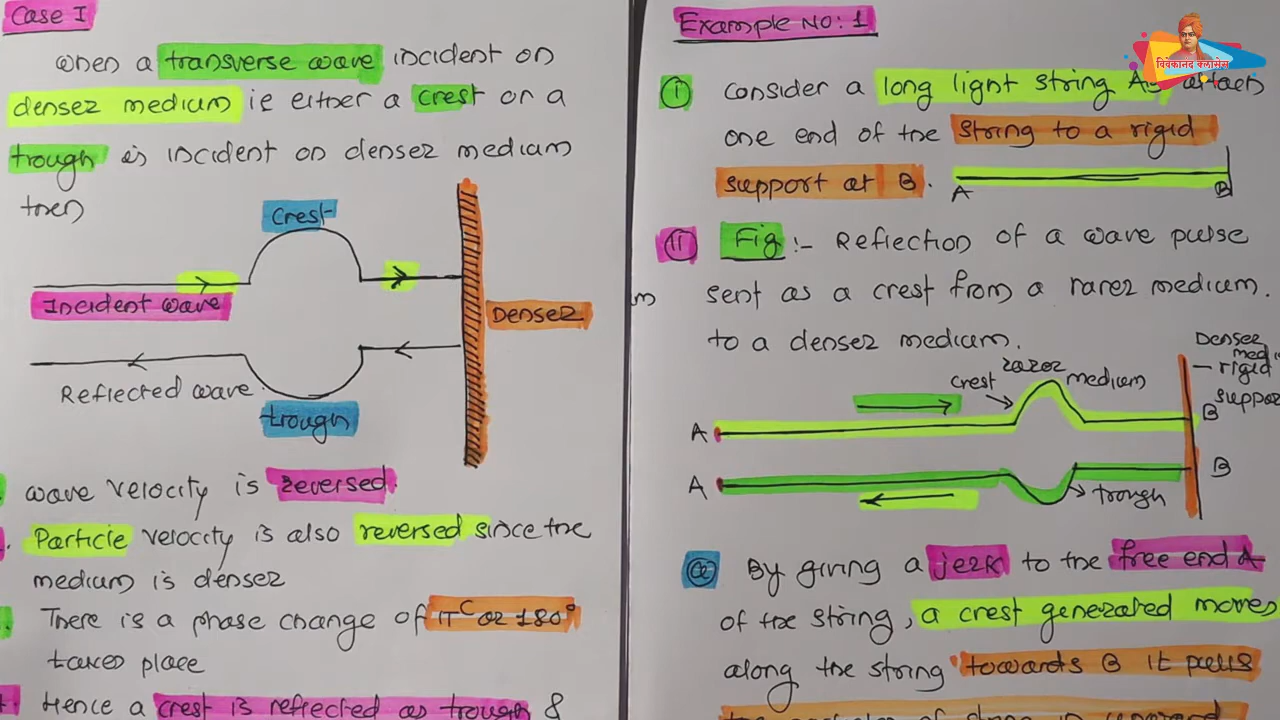 Case I
when a transverse wave incident on
denser medium ie either a crest or a
trough is incident on denser medium
then
Crest
Incident wave
Denser
Reflected wave
trough
wave velocity is reversed.
Particle velocity is also reversed since the
medium is denser
There is a phase change of π^c or 180°
takes place
Hence a crest is reflected as trough &
Example No: 1
विवेकानंद क्लासेस
i Consider a long light string attach
one end of the string to a rigid
support at B.
A B
ii Fig :- Reflection of a wave pulse
sent as a crest from a rarer medium.
to a denser medium.
Denser
rarer
crest medium
rigid
support
A B
A B
trough
a By giving a jerk to the free end A
of the string, a crest generated moves
along the string towards B it pulls